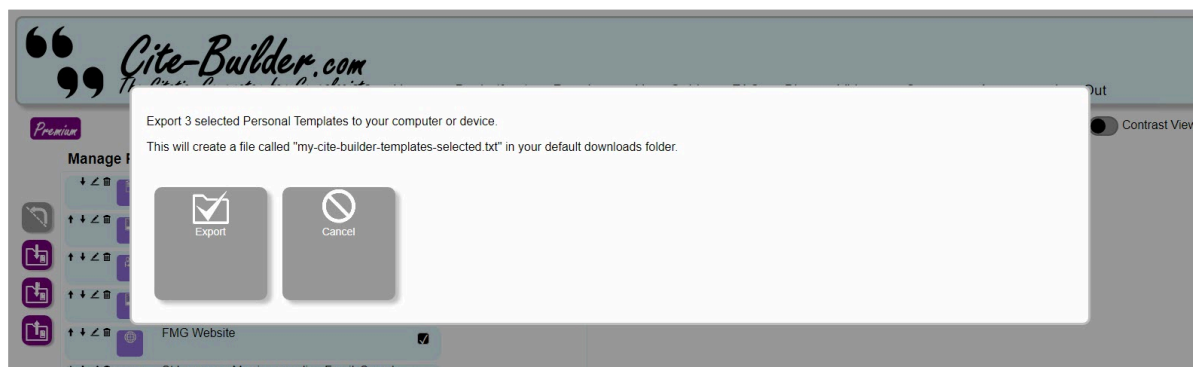 Cite-Builder.com
Out
Premium
Contrast View
Export 3 selected Personal Templates to your computer or device.
This will create a file called "my-cite-builder-templates-selected.txt" in your default downloads folder.
Manage
Export
Cancel
FMG Website